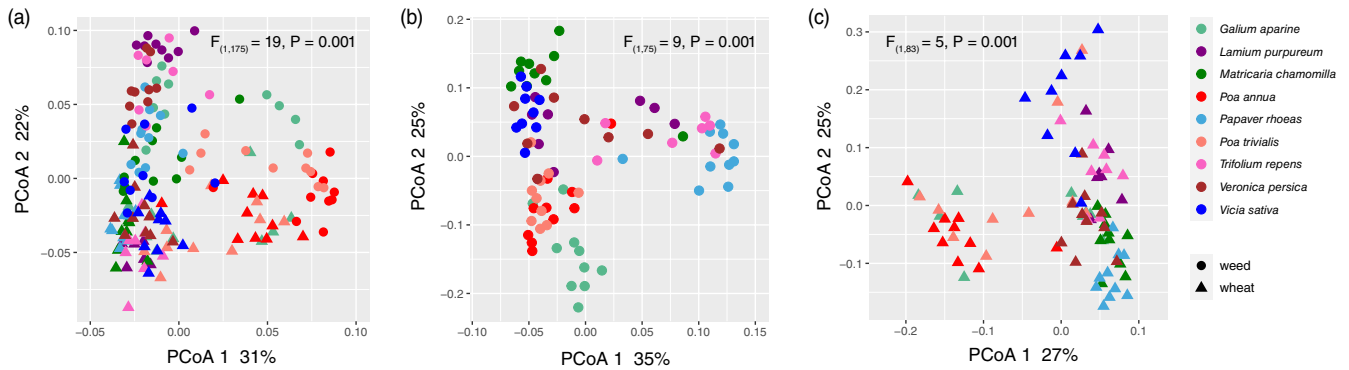 (a)
F(1,175) = 19, P = 0.001
0.10
0.05
0.00
−0.05
PCoA 2 22%
−0.05 0.00 0.05 0.10
PCoA 1 31%
(b)
F(1,75) = 9, P = 0.001
0.2
0.1
0.0
−0.1
−0.2
PCoA 2 25%
−0.10 −0.05 0.00 0.05 0.10 0.15
PCoA 1 35%
(c)
F(1,83) = 5, P = 0.001
0.3
0.2
0.1
0.0
−0.1
PCoA 2 25%
−0.2 −0.1 0.0 0.1
PCoA 1 27%
Galium aparine
Lamium purpureum
Matricaria chamomilla
Poa annua
Papaver rhoeas
Poa trivialis
Trifolium repens
Veronica persica
Vicia sativa
weed
wheat